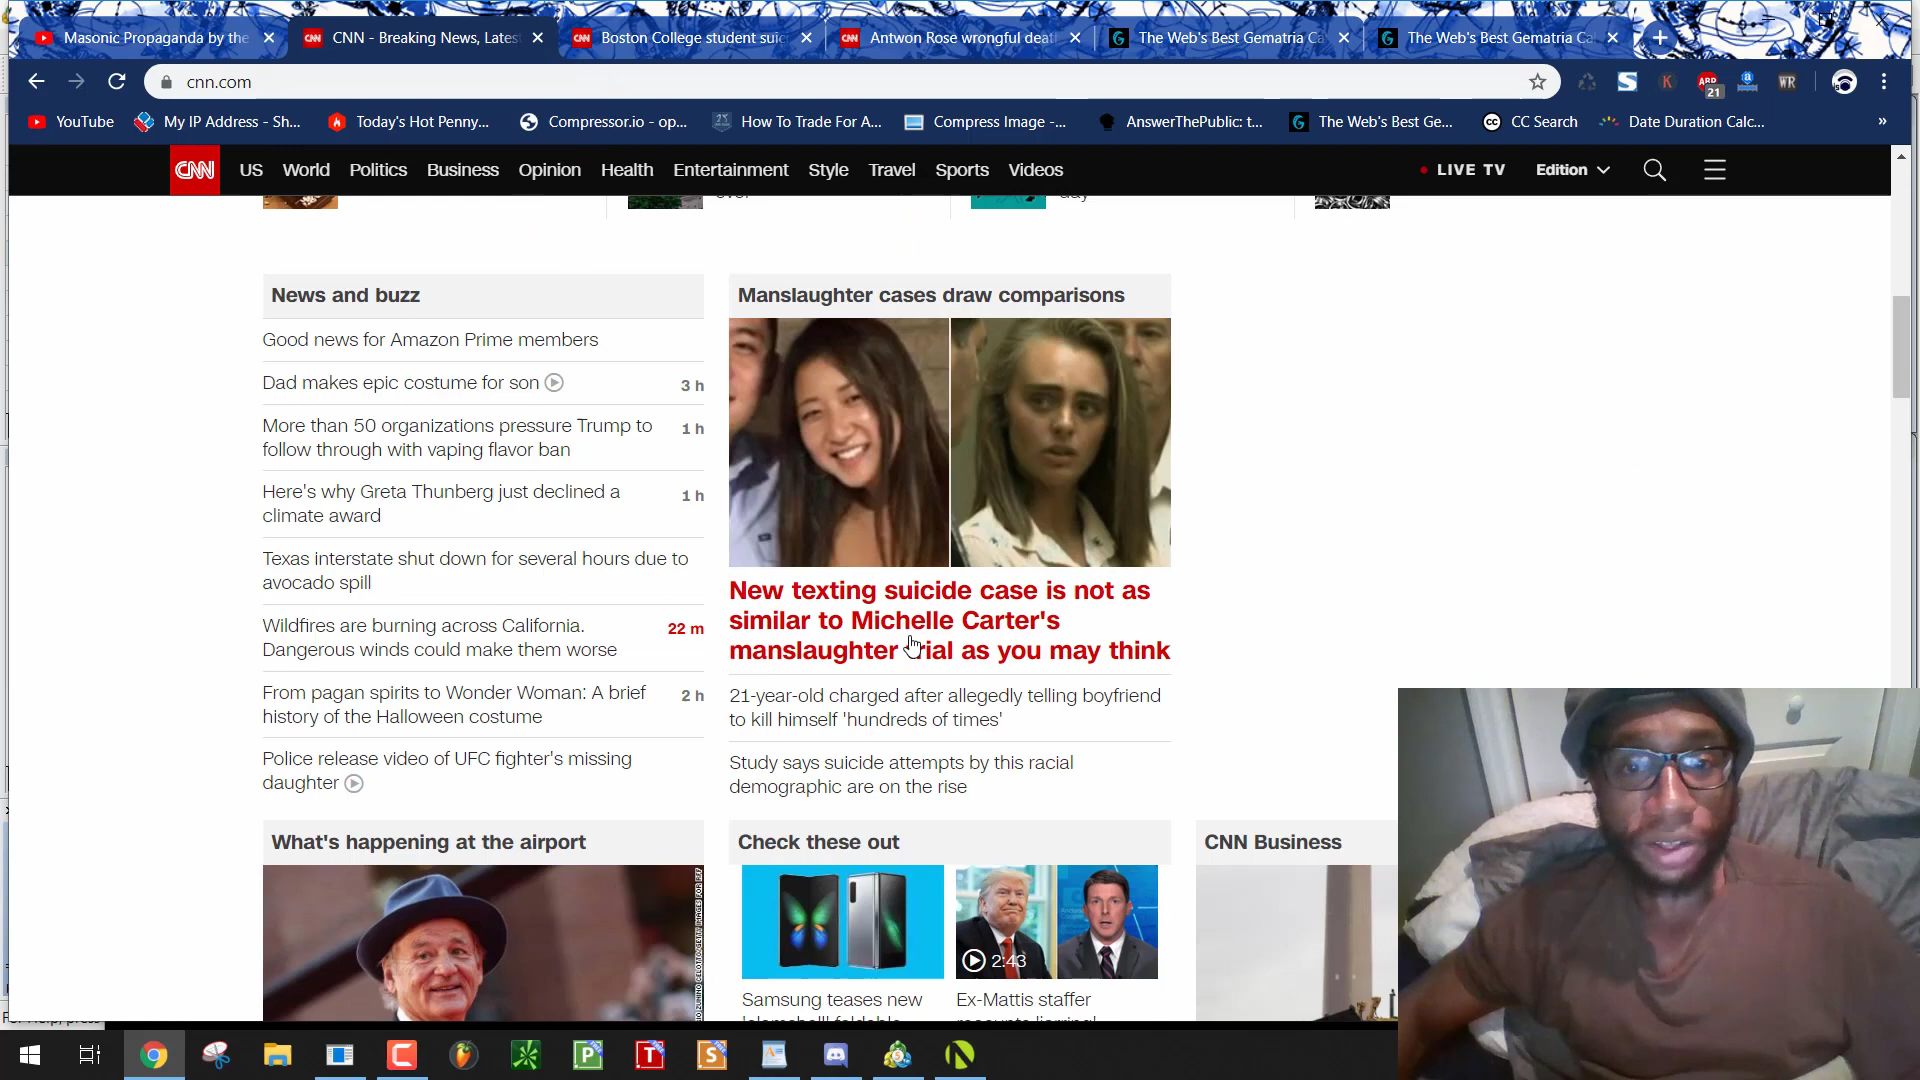 Masonic Propaganda by the
CNN - Breaking News, Latest
Boston College student suic
Antwon Rose wrongful deat
The Web's Best Gematria Ca
The Web's Best Gematria Ca
cnn.com
ABP
21
WR
YouTube
My IP Address - Sh...
Today's Hot Penny...
Compressor.io - op...
How To Trade For A...
Compress Image -...
AnswerThePublic: t...
The Web's Best Ge...
CC Search
Date Duration Calc...
»
CNN
US
World
Politics
Business
Opinion
Health
Entertainment
Style
Travel
Sports
Videos
LIVE TV
Edition
day
News and buzz
Good news for Amazon Prime members
Dad makes epic costume for son
3 h
More than 50 organizations pressure Trump to
follow through with vaping flavor ban
1 h
Here's why Greta Thunberg just declined a
climate award
1 h
Texas interstate shut down for several hours due to
avocado spill
Wildfires are burning across California.
Dangerous winds could make them worse
22 m
From pagan spirits to Wonder Woman: A brief
history of the Halloween costume
2 h
Police release video of UFC fighter's missing
daughter
Manslaughter cases draw comparisons
New texting suicide case is not as
similar to Michelle Carter's
manslaughter trial as you may think
21-year-old charged after allegedly telling boyfriend
to kill himself 'hundreds of times'
Study says suicide attempts by this racial
demographic are on the rise
What's happening at the airport
Check these out
2:43
Samsung teases new
Ex-Mattis staffer
CNN Business